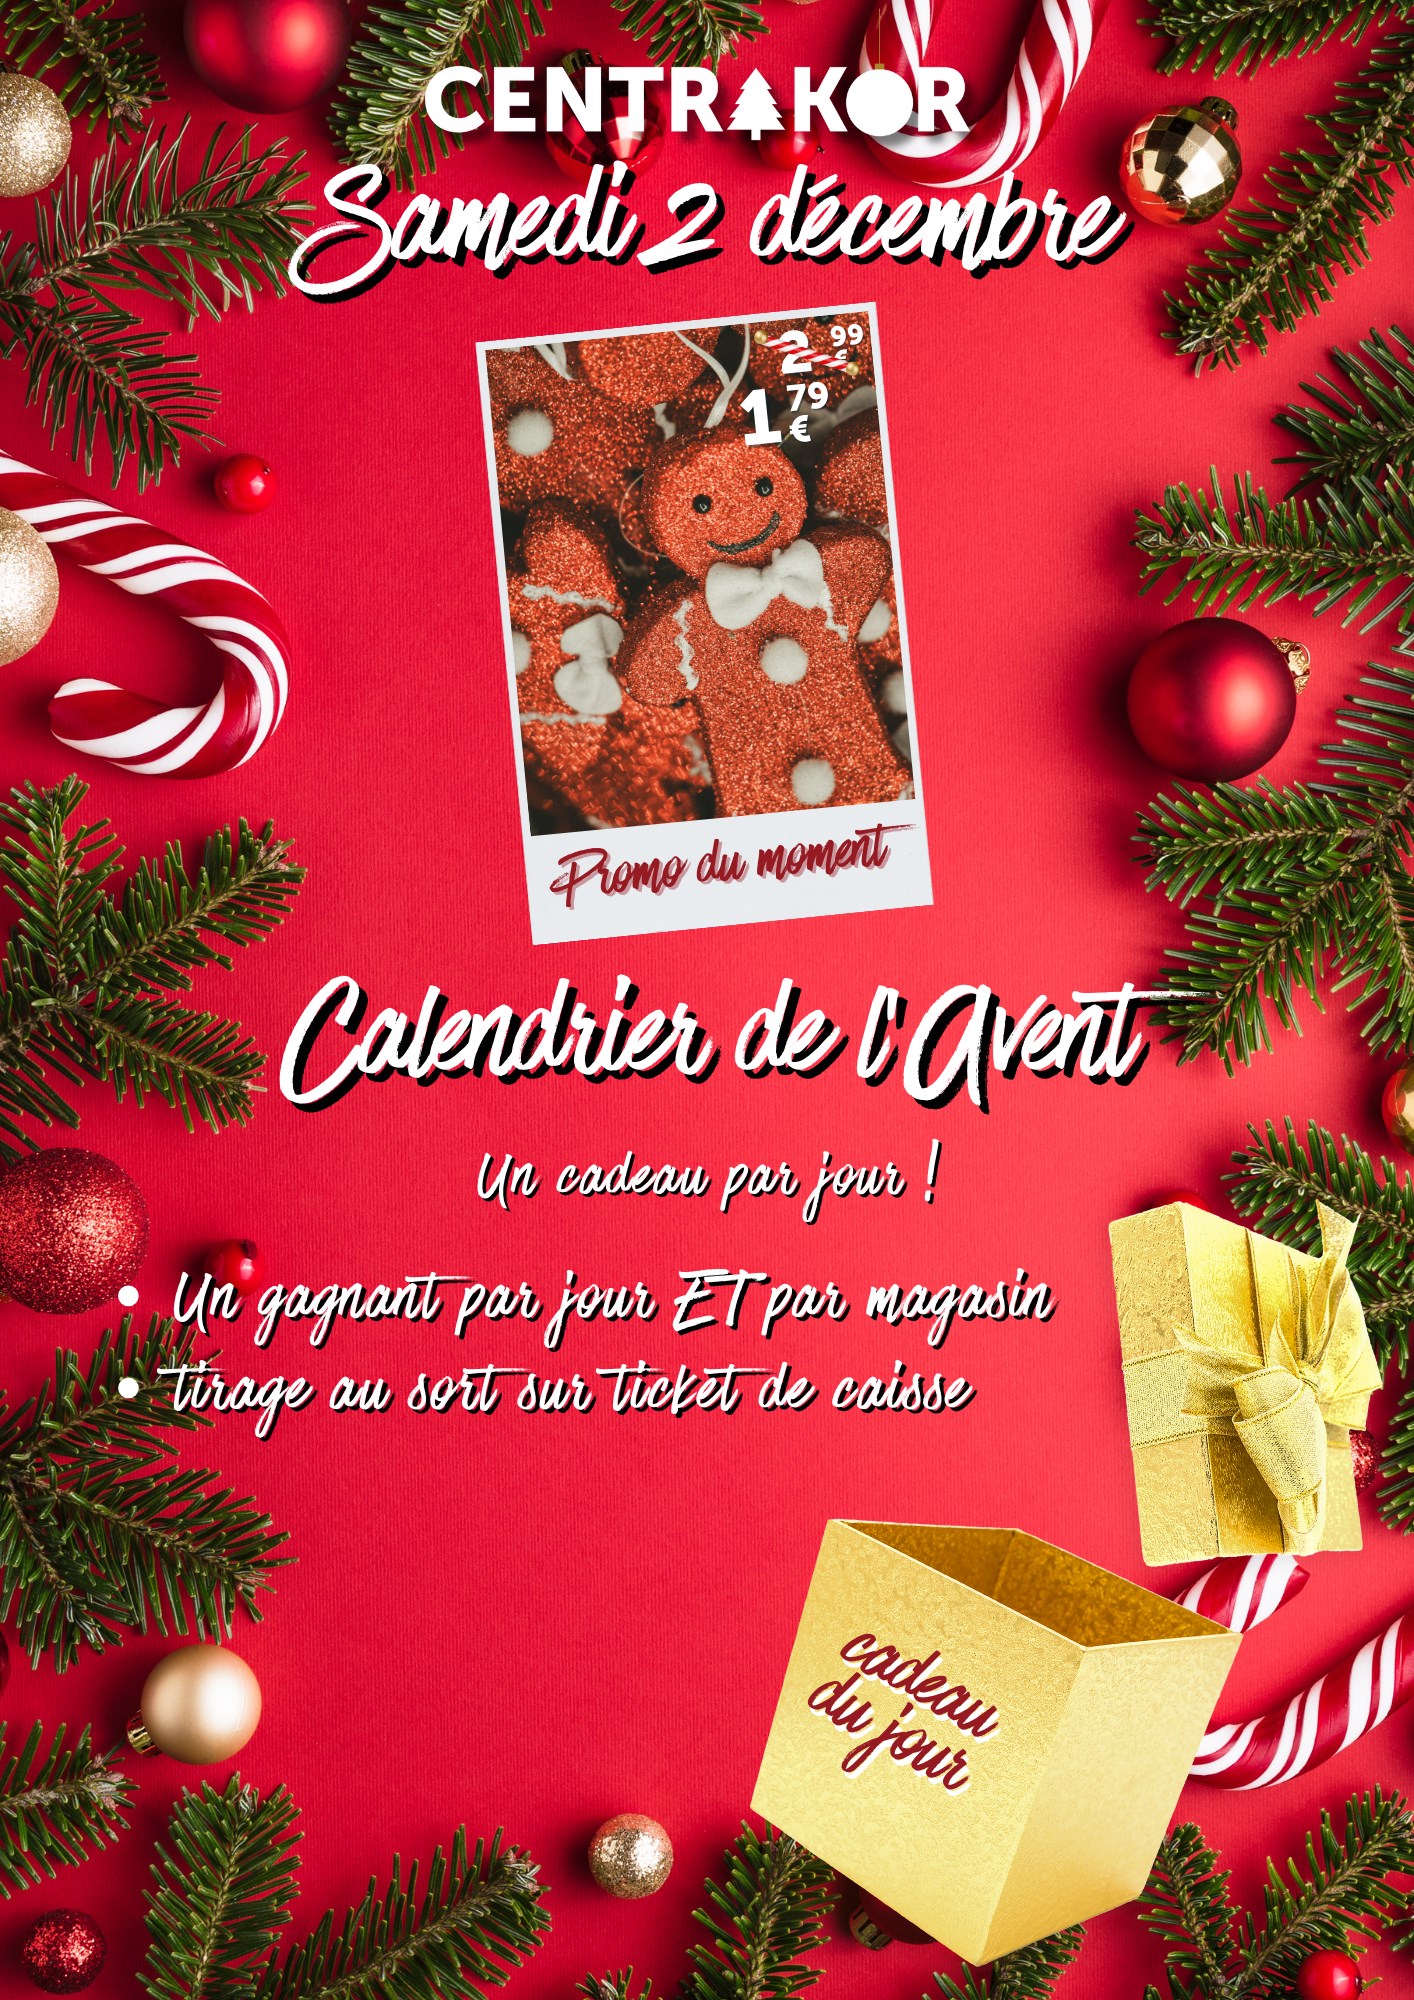 CENTRAKOR
Samedi 2 décembre
2 99 €
1 79 €
Promo du moment
Calendrier de l'Avent
Un cadeau par jour !
• Un gagnant par jour ET par magasin
• tirage au sort sur ticket de caisse
cadeau
du jour